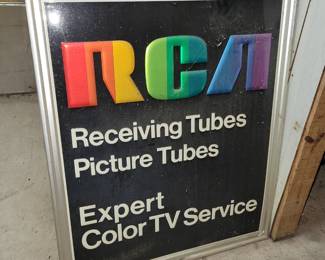 RCA
Receiving Tubes
Picture Tubes
Expert
Color TV Service